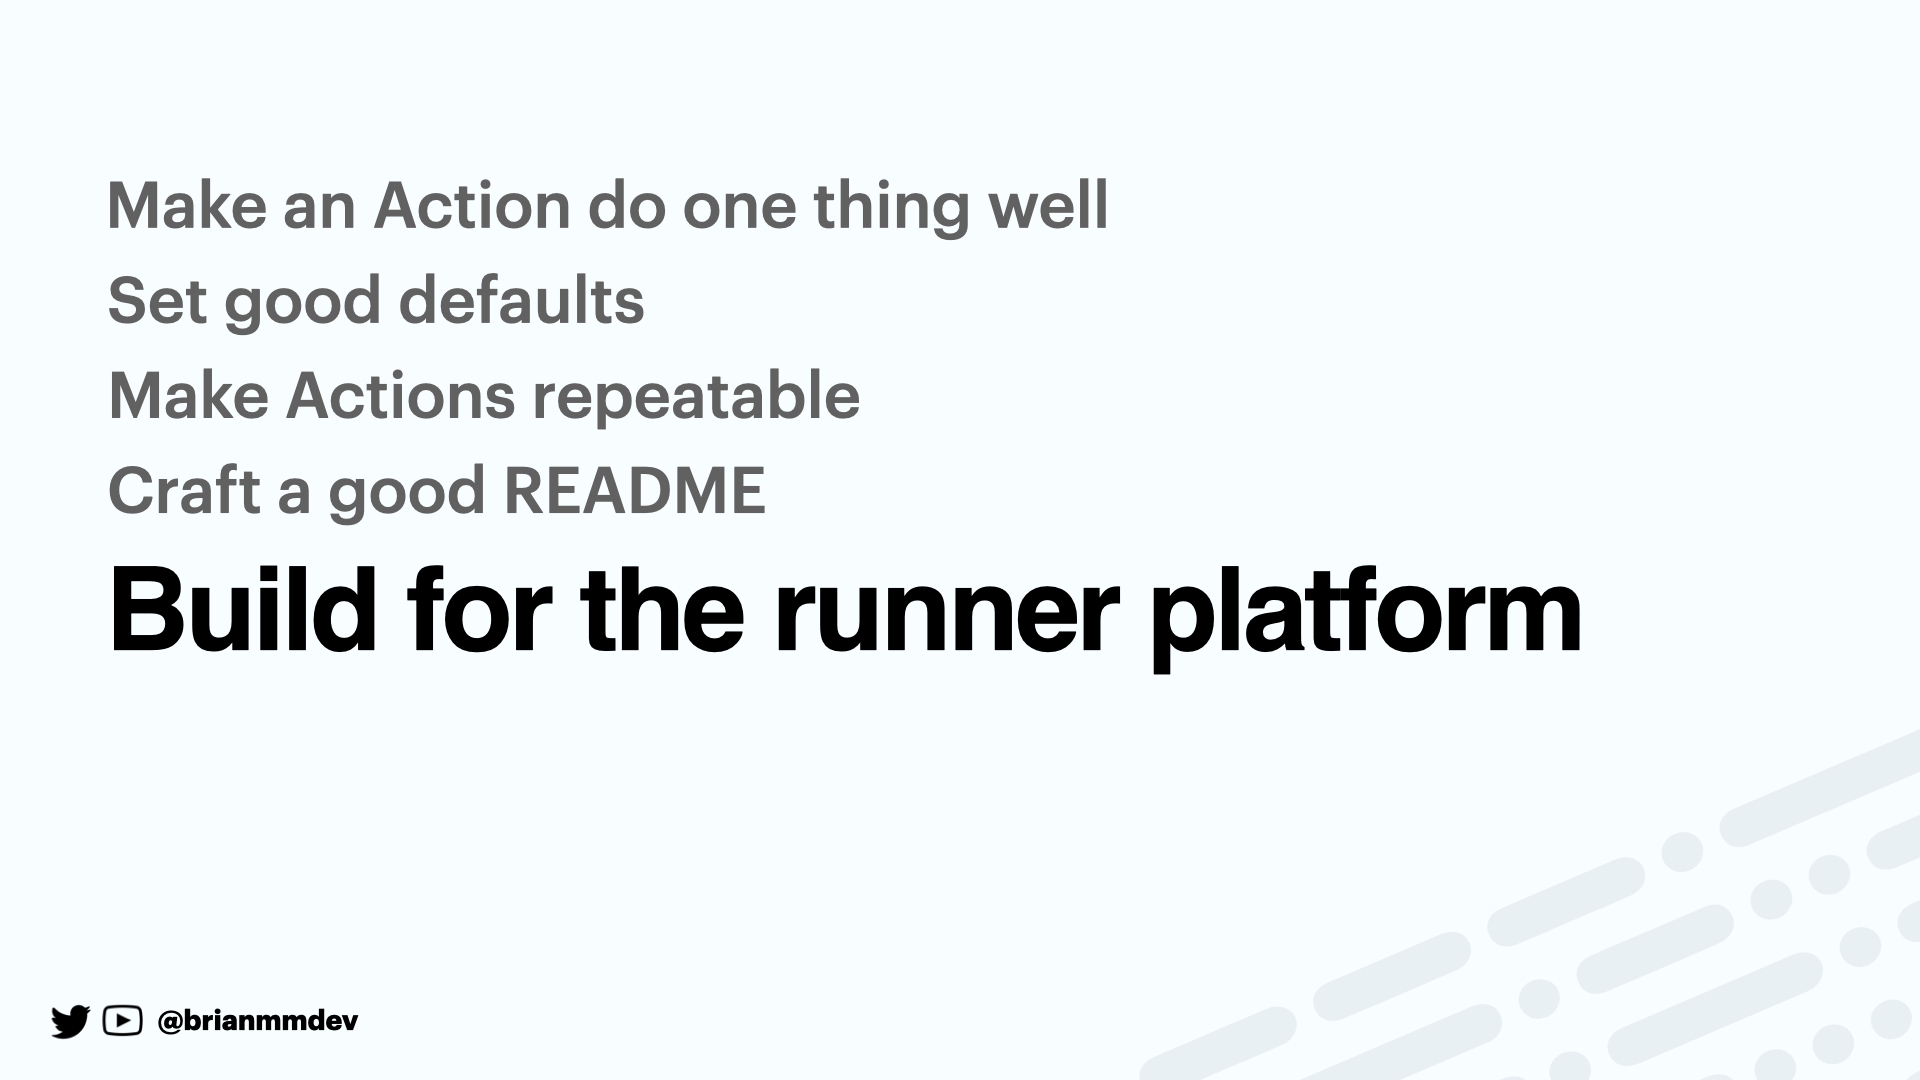 Make an Action do one thing well
Set good defaults
Make Actions repeatable
Craft a good README
Build for the runner platform
@brianmmdev